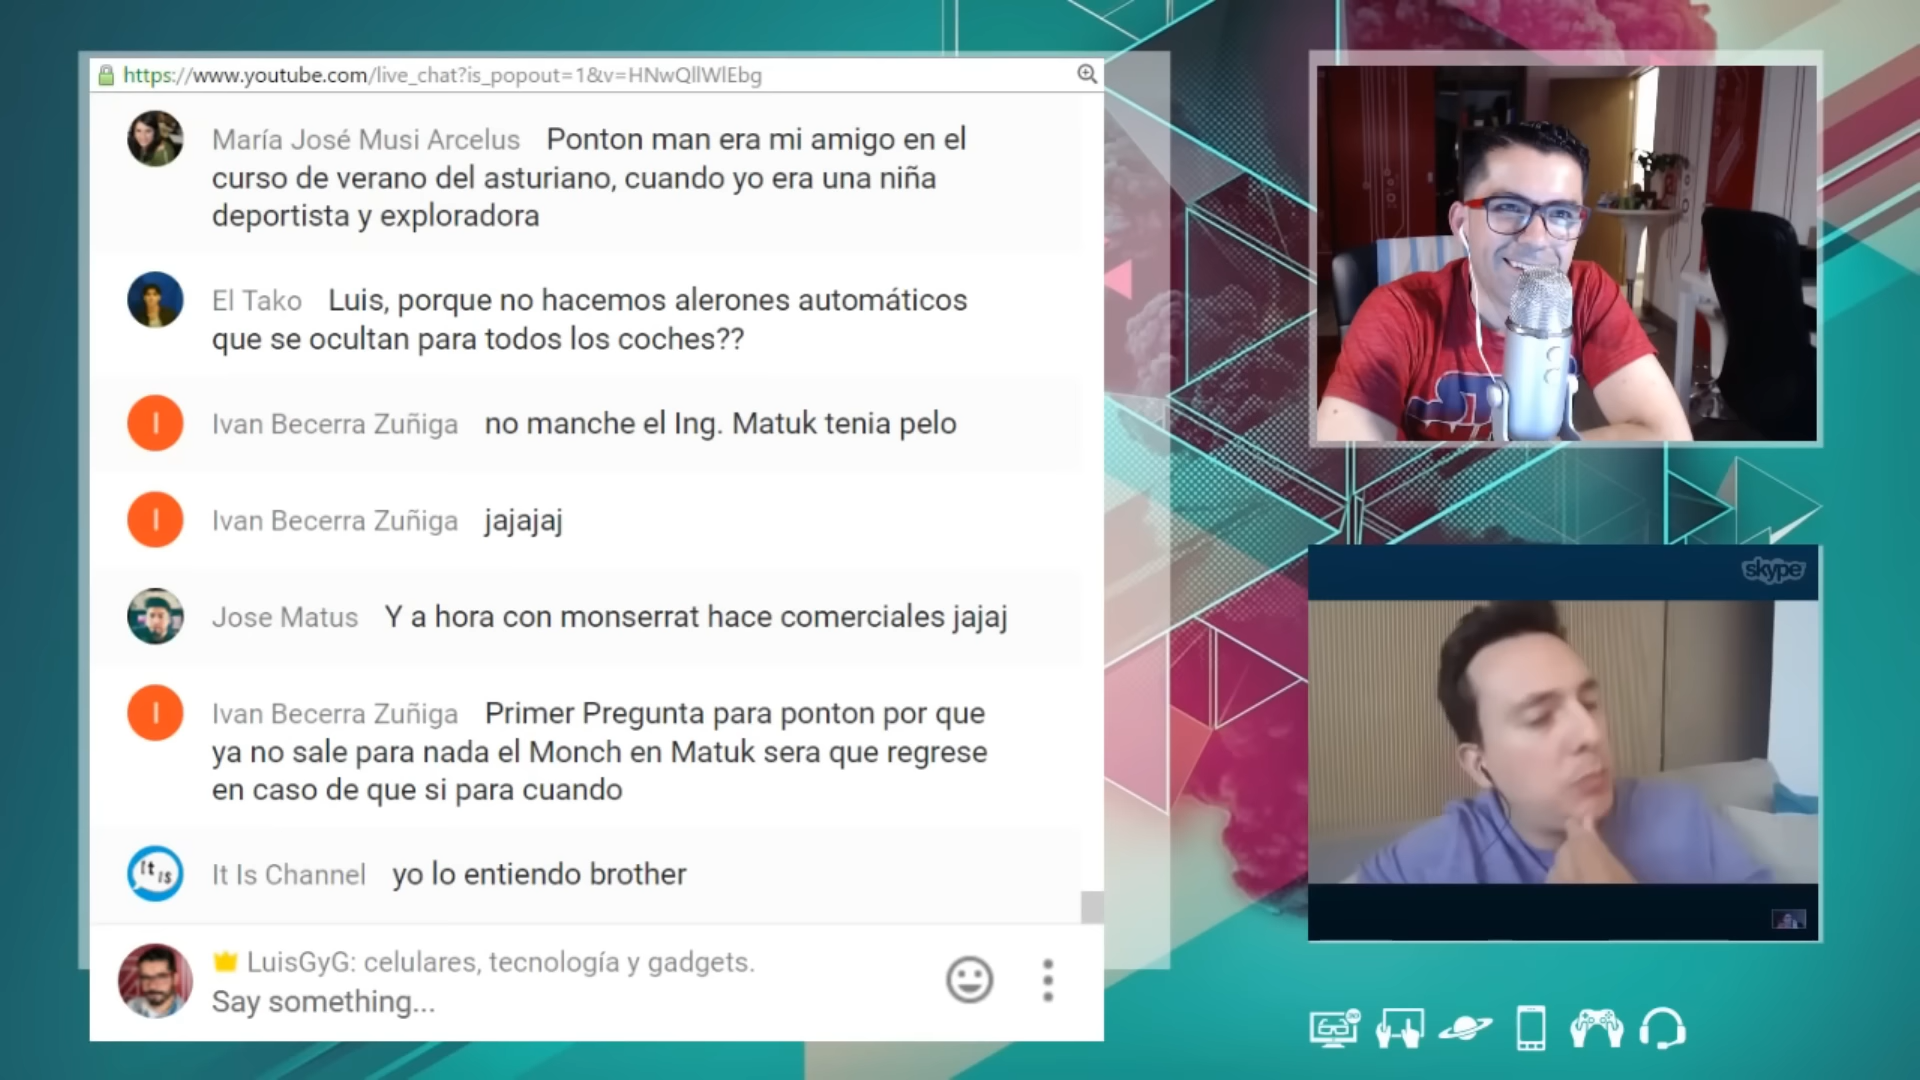 https://www.youtube.com/live_chat?is_popout=1&v=HNwQllWlEbg
María José Musi Arcelus Ponton man era mi amigo en el
curso de verano del asturiano, cuando yo era una niña
deportista y exploradora
El Tako Luis, porque no hacemos alerones automáticos
que se ocultan para todos los coches??
I
Ivan Becerra Zuñiga no manche el Ing. Matuk tenia pelo
I
Ivan Becerra Zuñiga jajajaj
Jose Matus Y a hora con monserrat hace comerciales jajaj
I
Ivan Becerra Zuñiga Primer Pregunta para ponton por que
ya no sale para nada el Monch en Matuk sera que regrese
en caso de que si para cuando
It Is
It Is Channel yo lo entiendo brother
LuisGyG: celulares, tecnología y gadgets.
Say something...
skype